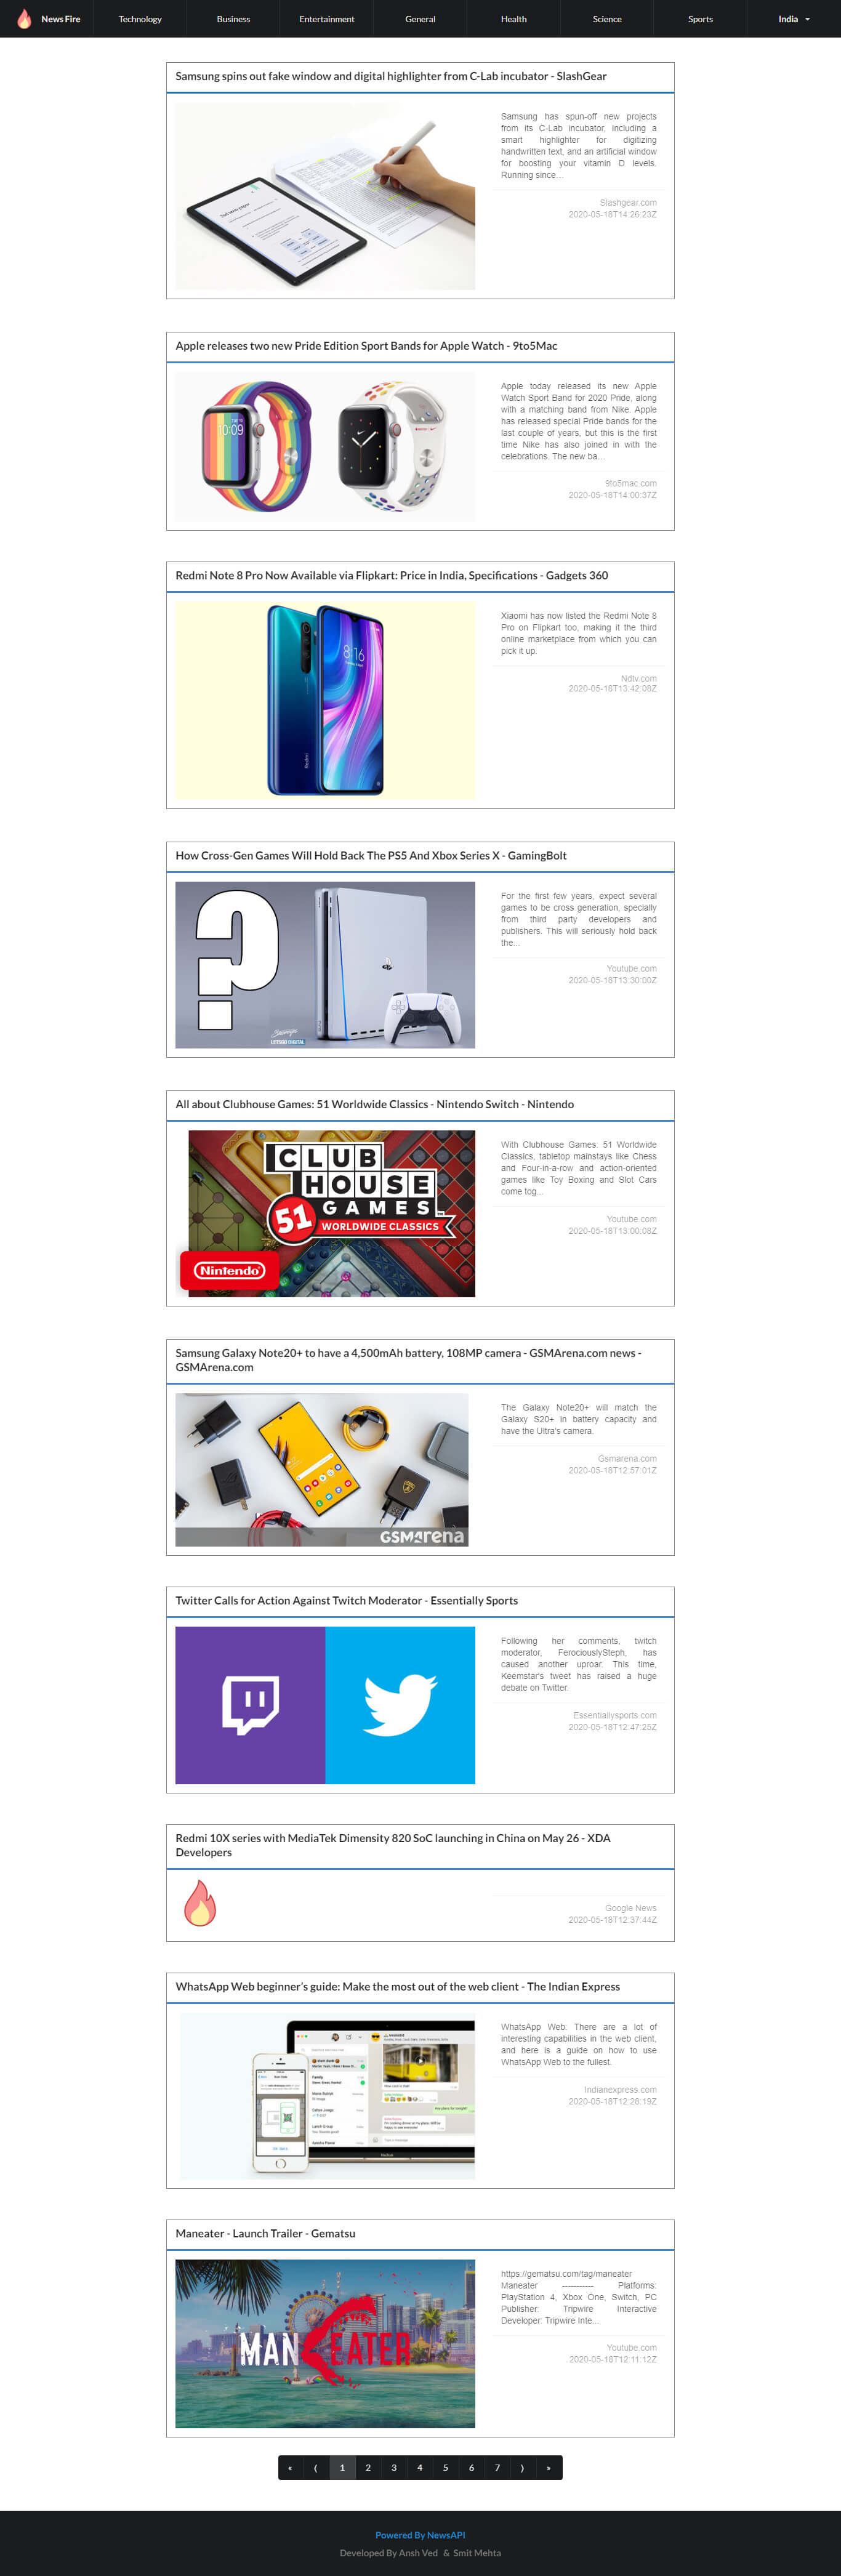 News Fire Technology Business Entertainment General Health Science Sports India
Samsung spins out fake window and digital highlighter from C-Lab incubator - SlashGear
Samsung has spun-off new projects
from its C-Lab incubator, including a
smart highlighter for digitizing
handwritten text, and an artificial window
for boosting your vitamin D levels.
Running since…
Slashgear.com
2020-05-18T14:26:23Z
Apple releases two new Pride Edition Sport Bands for Apple Watch - 9to5Mac
Apple today released its new Apple
Watch Sport Band for 2020 Pride, along
with a matching band from Nike. Apple
has released special Pride bands for the
last couple of years, but this is the first
time Nike has also joined in with the
celebrations. The new ba…
9to5mac.com
2020-05-18T14:00:37Z
Redmi Note 8 Pro Now Available via Flipkart: Price in India, Specifications - Gadgets 360
8:16
Redmi
Xiaomi has now listed the Redmi Note 8
Pro on Flipkart too, making it the third
online marketplace from which you can
pick it up.
Ndtv.com
2020-05-18T13:42:08Z
How Cross-Gen Games Will Hold Back The PS5 And Xbox Series X - GamingBolt
?
LETSGO DIGITAL
For the first few years, expect several
games to be cross generation, specially
from third party developers and
publishers. This will seriously hold back
the...
Youtube.com
2020-05-18T13:30:00Z
All about Clubhouse Games: 51 Worldwide Classics - Nintendo Switch - Nintendo
CLUB
HOUSE
GAMES
51 WORLDWIDE CLASSICS
Nintendo
With Clubhouse Games: 51 Worldwide
Classics, tabletop mainstays like Chess
and Four-in-a-row and action-oriented
games like Toy Boxing and Slot Cars
come tog...
Youtube.com
2020-05-18T13:00:08Z
Samsung Galaxy Note20+ to have a 4,500mAh battery, 108MP camera - GSMArena.com news -
GSMArena.com
GSMArena
The Galaxy Note20+ will match the
Galaxy S20+ in battery capacity and
have the Ultra's camera.
Gsmarena.com
2020-05-18T12:57:01Z
Twitter Calls for Action Against Twitch Moderator - Essentially Sports
Following her comments, twitch
moderator, FerociouslySteph, has
caused another uproar. This time,
Keemstar's tweet has raised a huge
debate on Twitter.
Essentiallysports.com
2020-05-18T12:47:25Z
Redmi 10X series with MediaTek Dimensity 820 SoC launching in China on May 26 - XDA
Developers
Google News
2020-05-18T12:37:44Z
WhatsApp Web beginner's guide: Make the most out of the web client - The Indian Express
WhatsApp Web: There are a lot of
interesting capabilities in the web client,
and here is a guide on how to use
WhatsApp Web to the fullest.
Indianexpress.com
2020-05-18T12:28:19Z
Maneater - Launch Trailer - Gematsu
MANEATER
https://gematsu.com/tag/maneater
Maneater ----------- Platforms:
PlayStation 4, Xbox One, Switch, PC
Publisher: Tripwire Interactive
Developer: Tripwire Inte...
Youtube.com
2020-05-18T12:11:12Z
« ⟨ 1 2 3 4 5 6 7 ⟩ »
Powered By NewsAPI
Developed By Ansh Ved & Smit Mehta